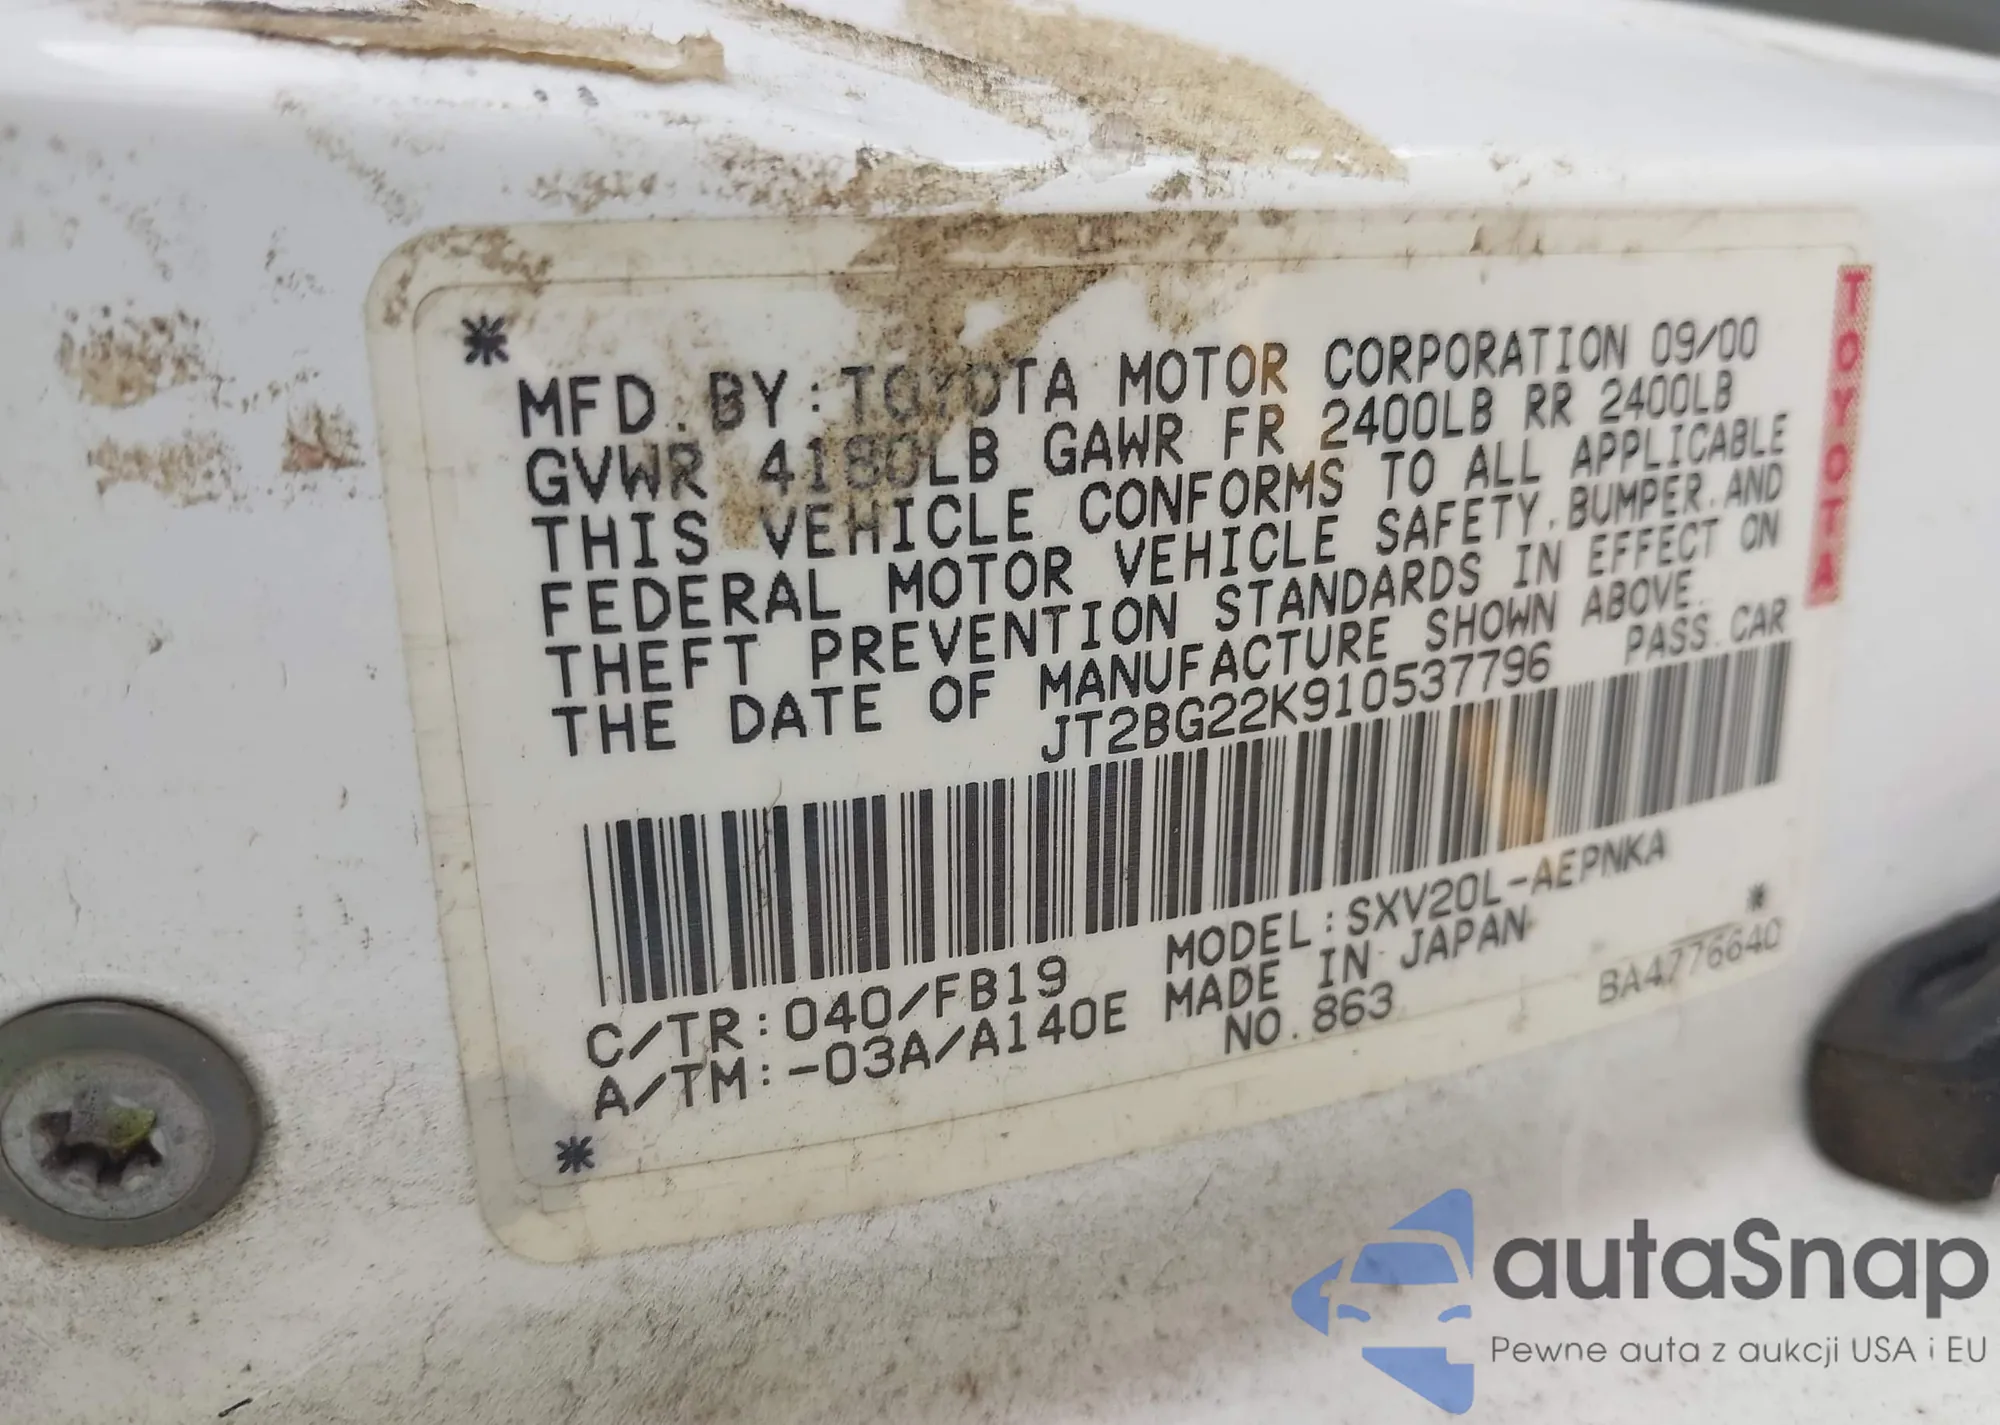 MFD.BY:TOYOTA MOTOR CORPORATION 09/00
GVWR 4180LB GAWR FR 2400LB RR 2400LB
THIS VEHICLE CONFORMS TO ALL APPLICABLE
FEDERAL MOTOR VEHICLE SAFETY,BUMPER,AND
THEFT PREVENTION STANDARDS IN EFFECT ON
THE DATE OF MANUFACTURE SHOWN ABOVE.
JT2BG22K910537796 PASS.CAR
C/TR:040/FB19 MODEL:SXV20L-AEPNKA
A/TM:-03A/A140E MADE IN JAPAN
NO.863
BA4776640
TOYOTA
autaSnap
Pewne auta z aukcji USA i EU